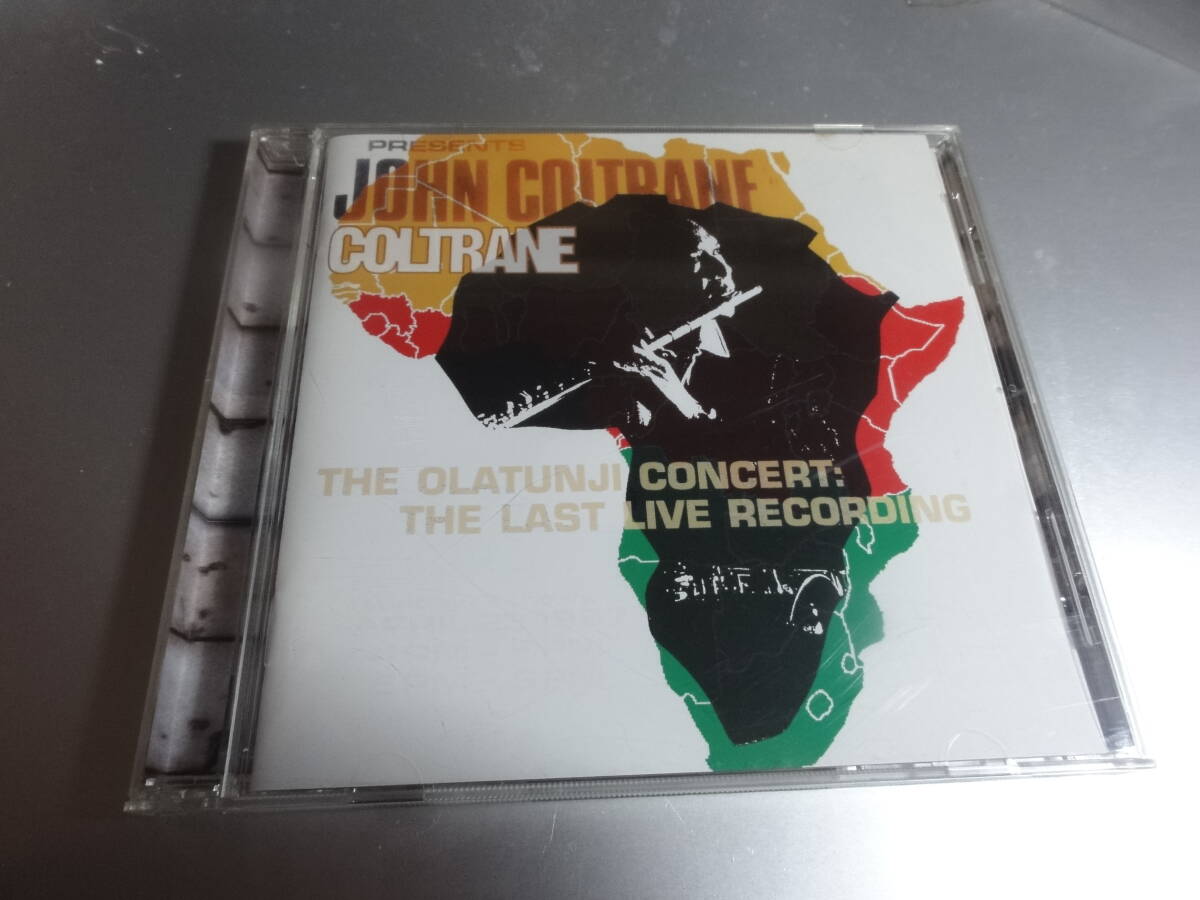 PRESENTS
JOHN COLTRANE
COLTRANE
THE OLATUNJI CONCERT:
THE LAST LIVE RECORDING